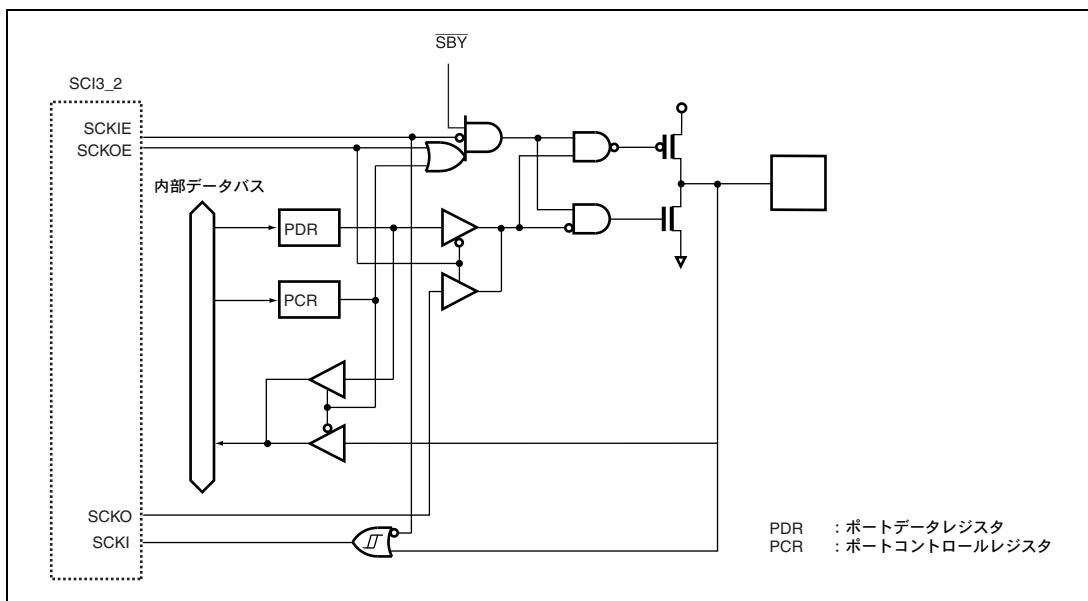 SBY
SCI3_2
SCKIE
SCKOE
内部データバス
PDR
PCR
SCKO
SCKI
PDR :ポートデータレジスタ
PCR :ポートコントロールレジスタ